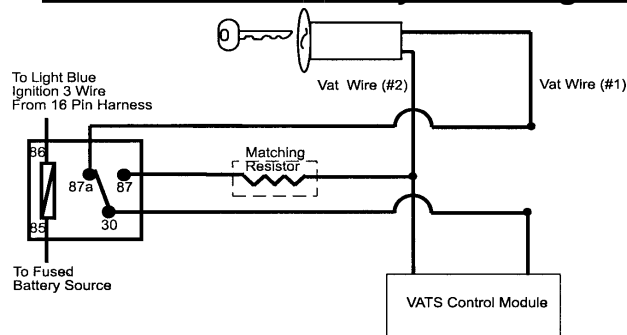 To Light Blue
Ignition 3 Wire
From 16 Pin Harness
Vat Wire (#2)
Vat Wire (#1)
86
87a
87
Matching
Resistor
85
30
To Fused
Battery Source
VATS Control Module